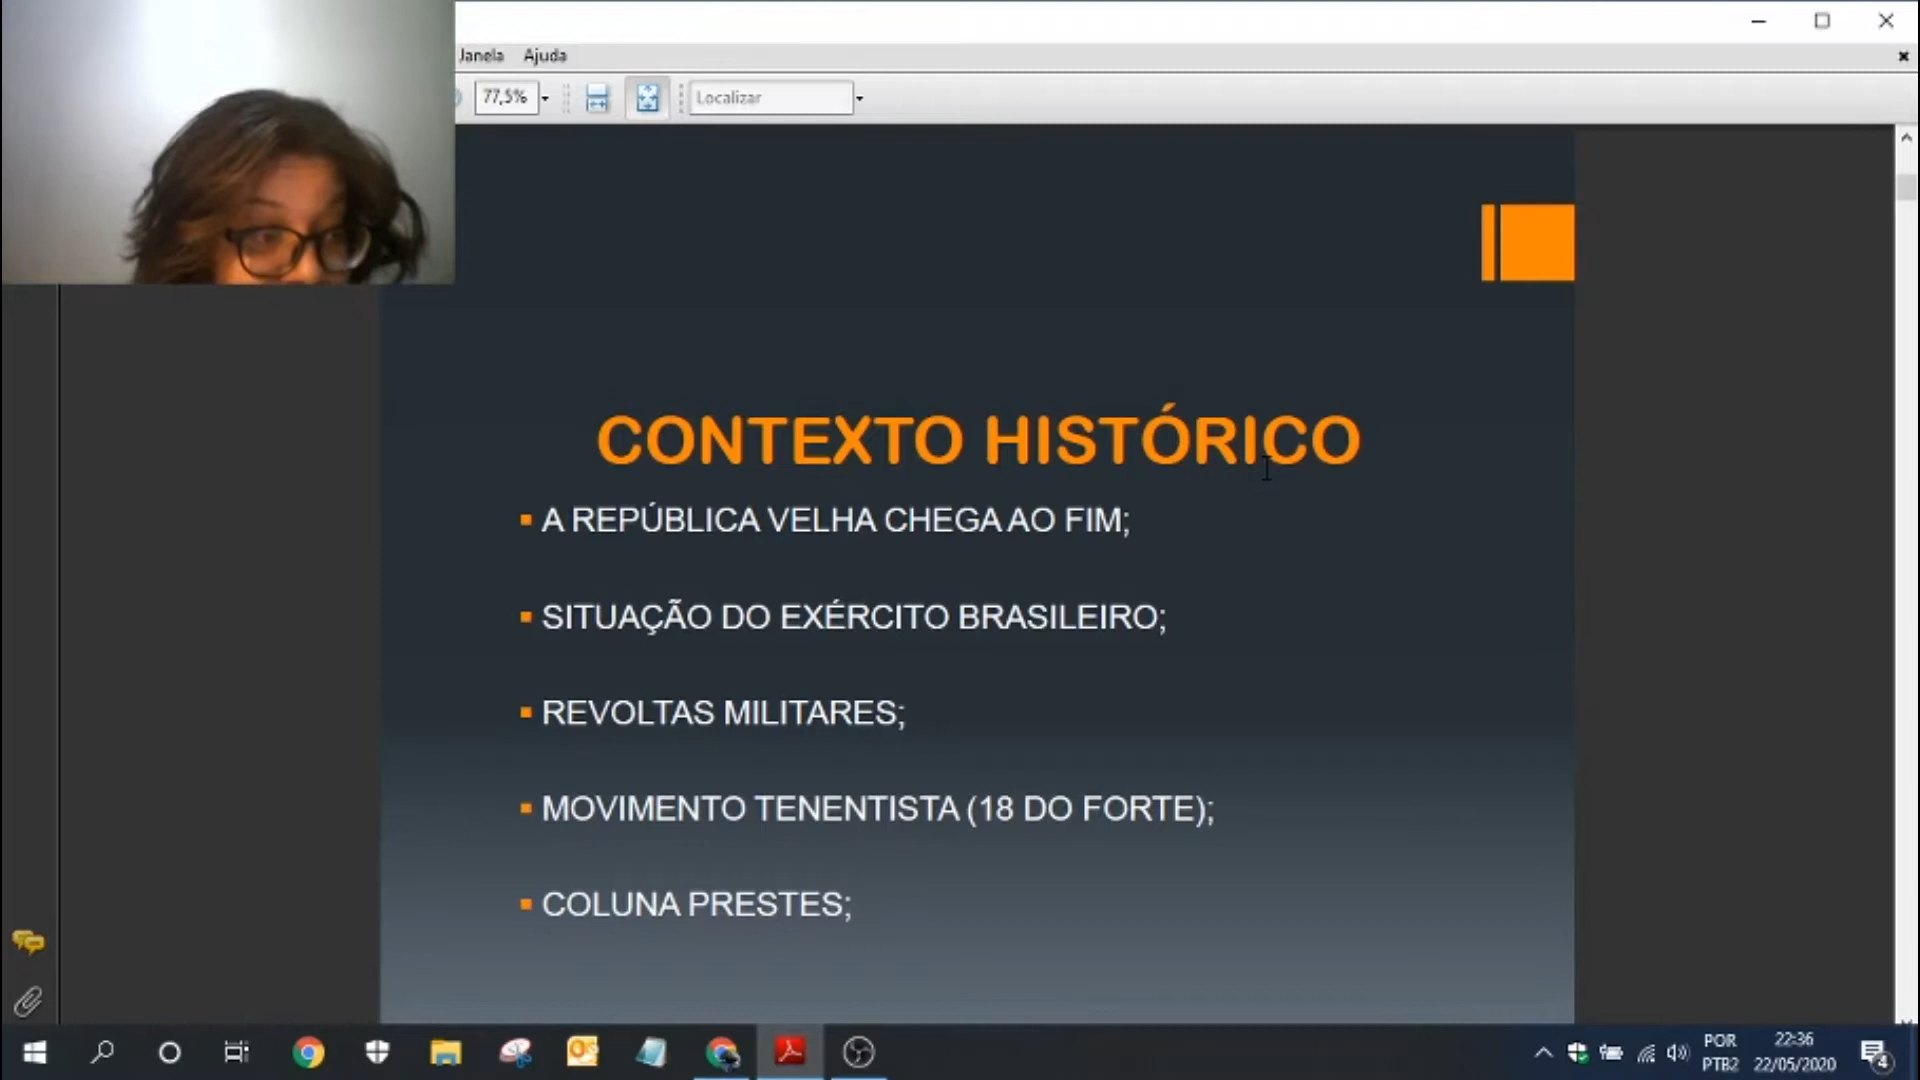 Janela Ajuda
77,5%
Localizar
CONTEXTO HISTÓRICO
A REPÚBLICA VELHA CHEGA AO FIM;
SITUAÇÃO DO EXÉRCITO BRASILEIRO;
REVOLTAS MILITARES;
MOVIMENTO TENENTISTA (18 DO FORTE);
COLUNA PRESTES;
POR
PTB2
22:36
22/05/2020
4